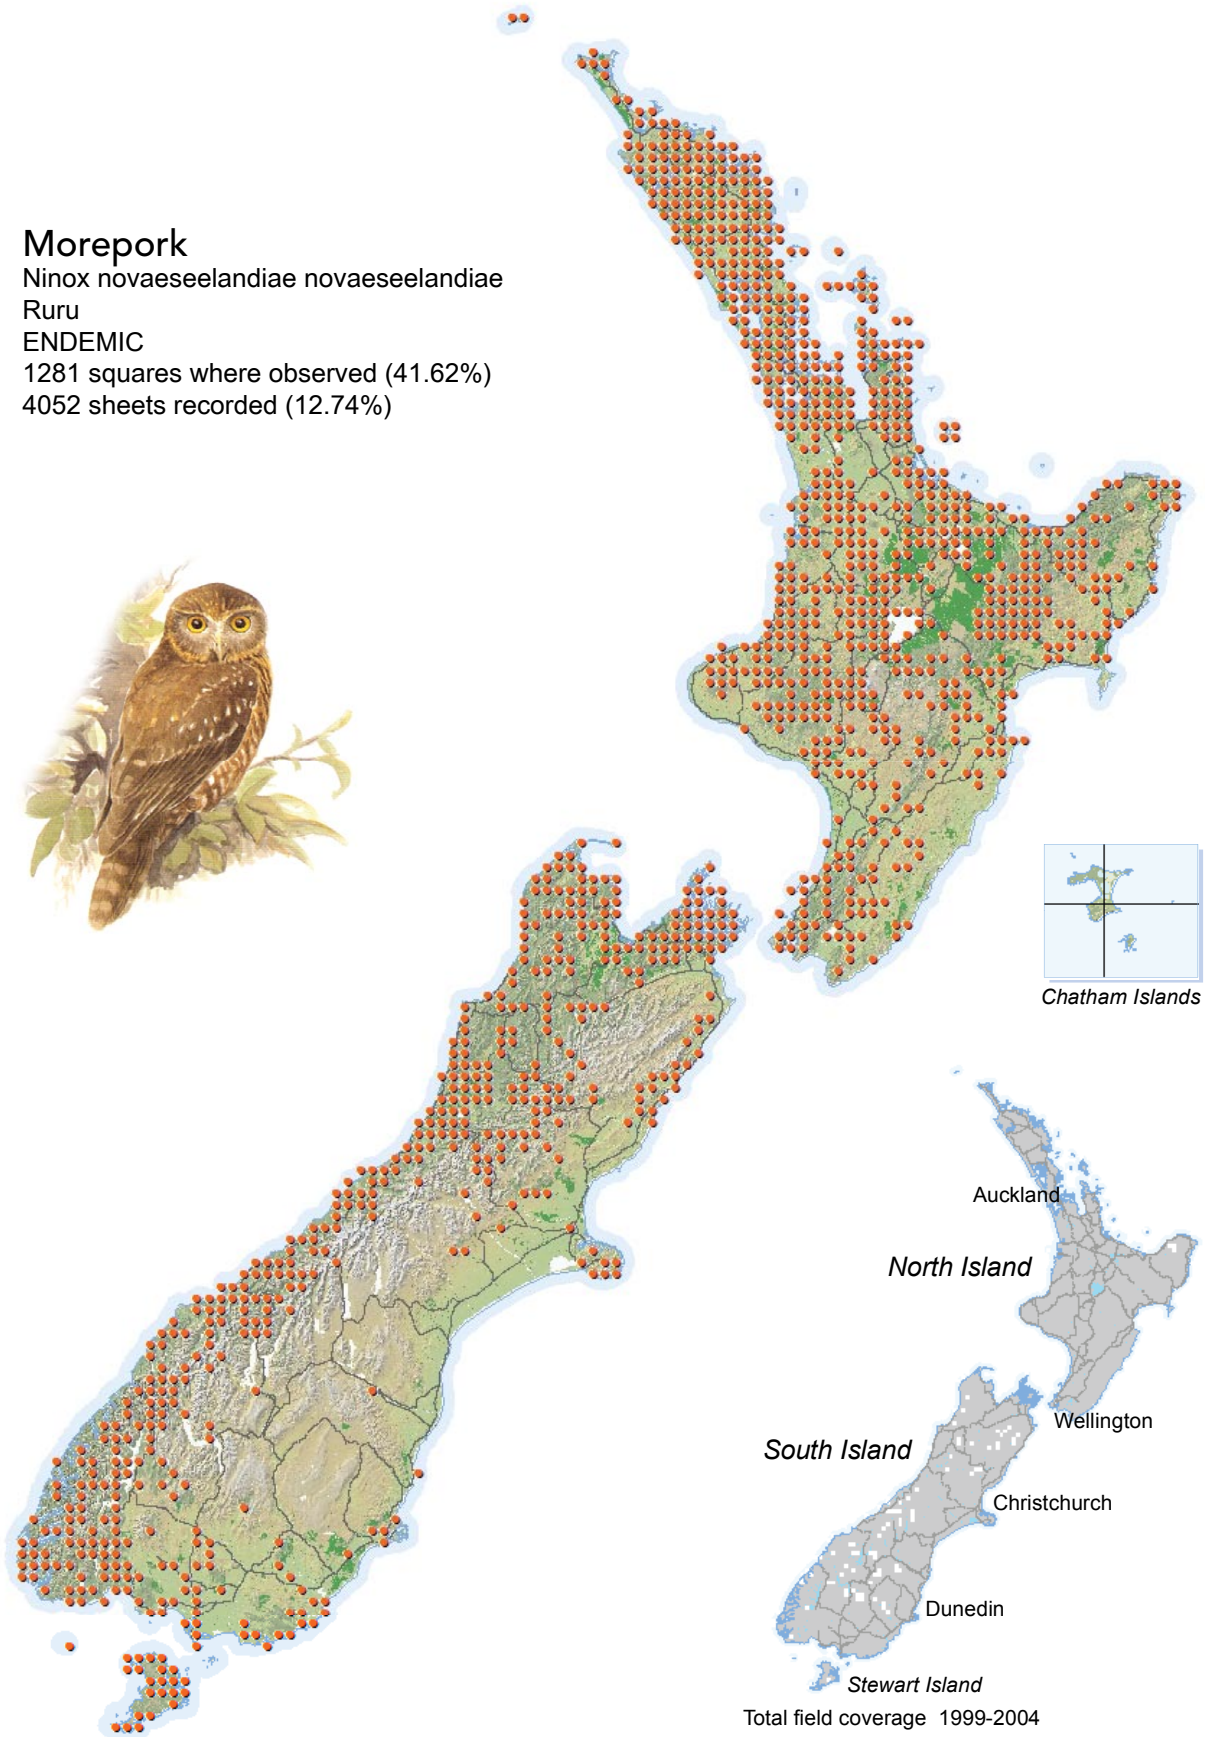 Morepork
Ninox novaeseelandiae novaeseelandiae
Ruru
ENDEMIC
1281 squares where observed (41.62%)
4052 sheets recorded (12.74%)
Chatham Islands
Auckland
North Island
Wellington
South Island
Christchurch
Dunedin
Stewart Island
Total field coverage 1999-2004